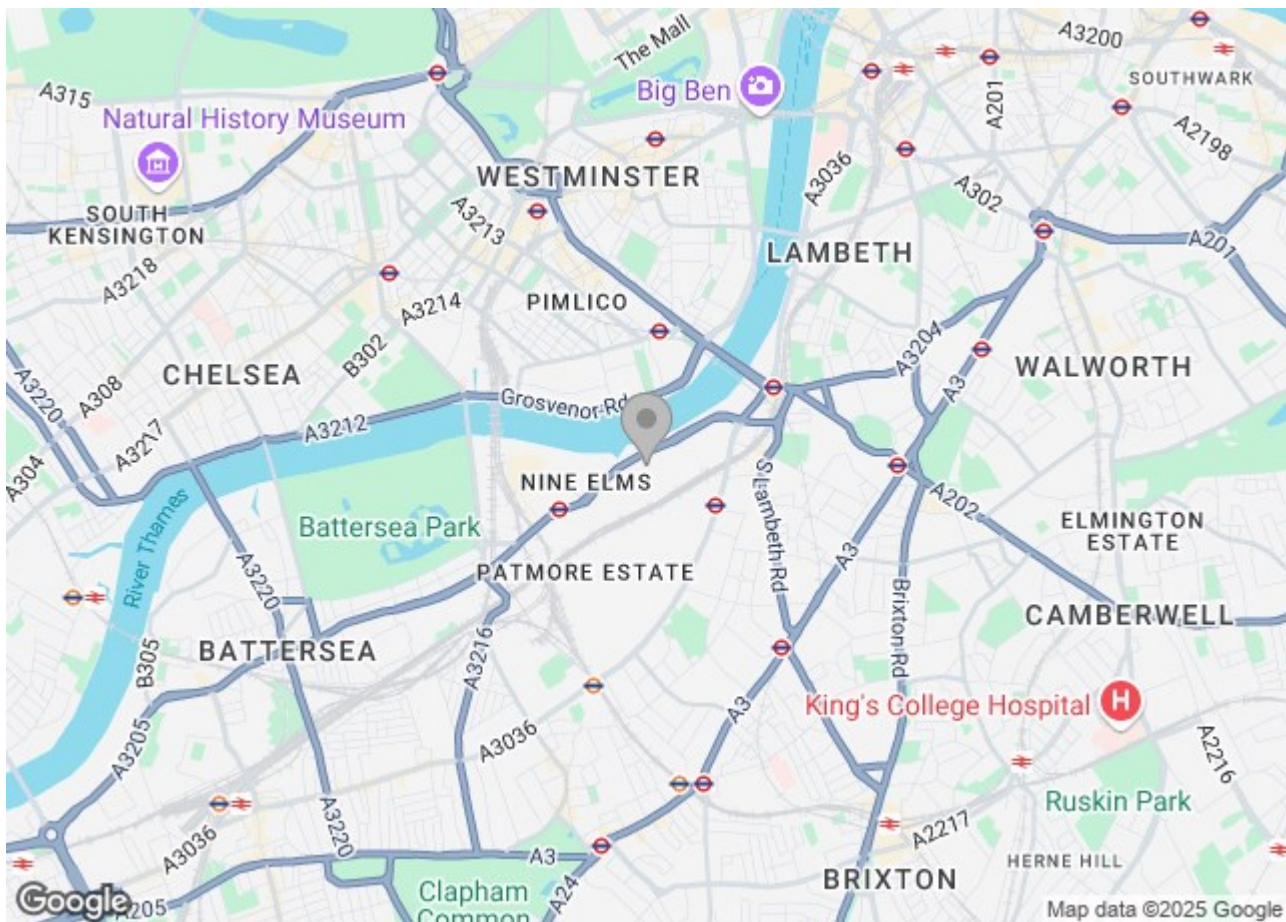 The Mall
A3200
SOUTHWARK
A315
Big Ben
A201
Natural History Museum
A2198
A3036
WESTMINSTER
A302
SOUTH
KENSINGTON
A3213
A201
LAMBETH
A3218
A3214
PIMLICO
B302
A3204
CHELSEA
WALWORTH
A3220
A308
Grosvenor Rd
A3
A3212
A3217
A304
NINE ELMS
S Lambeth Rd
A202
River Thames
Battersea Park
ELMINGTON
ESTATE
A3220
PATMORE ESTATE
A3
Brixton Rd
CAMBERWELL
B305
BATTERSEA
A3216
King's College Hospital
H
A3
A3205
A3036
A2216
Ruskin Park
A3036
A3220
A2217
A3
HERNE HILL
Clapham
Common
A24
BRIXTON
Google
A205
Map data ©2025 Google